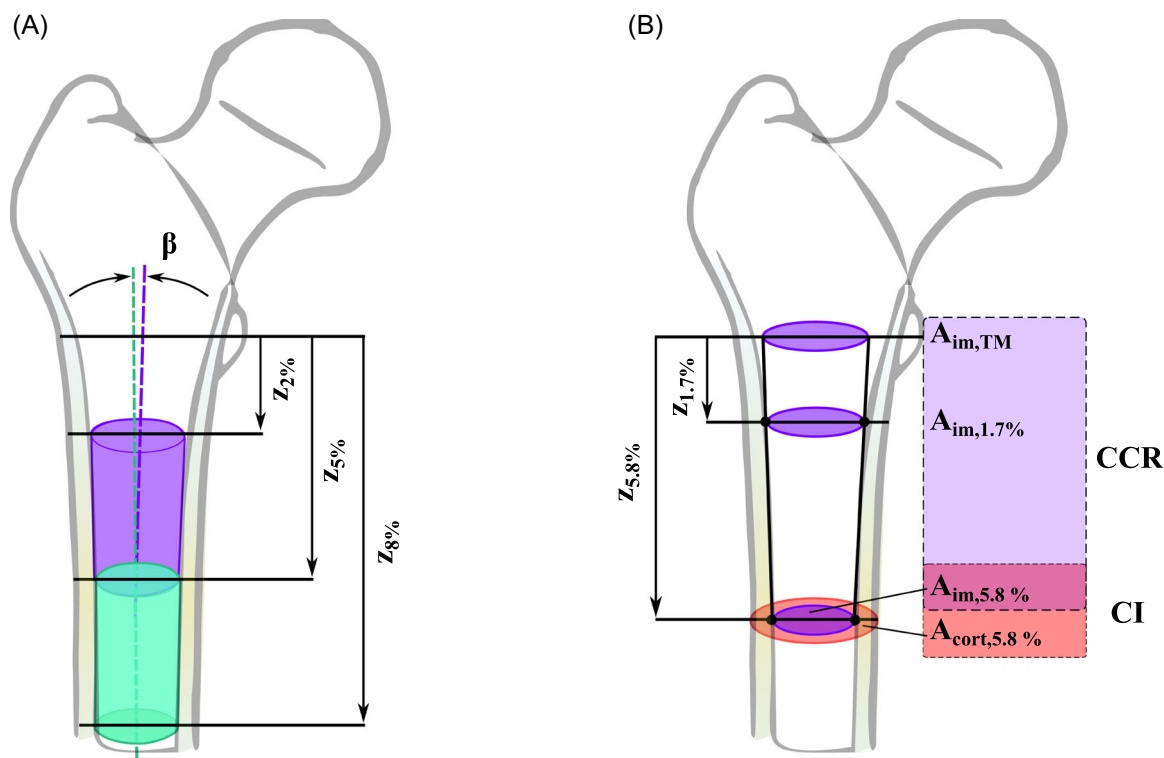 (A)
(B)
β
z2%
z5%
z8%
z1.7%
z5.8%
Aim,TM
Aim,1.7%
CCR
Aim,5.8 %
CI
Acort,5.8 %